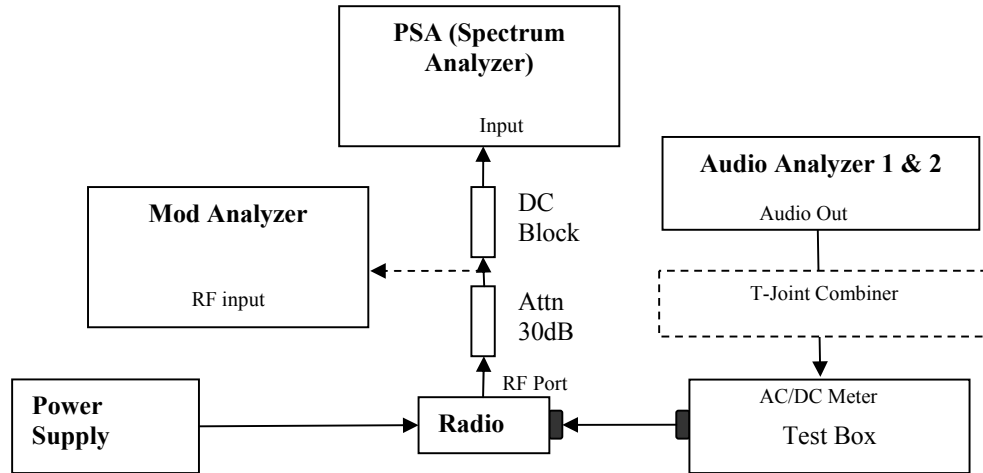 PSA (Spectrum
Analyzer)
Input
Audio Analyzer 1 & 2
Audio Out
Mod Analyzer
RF input
DC
Block
T-Joint Combiner
Attn
30dB
RF Port
Power
Supply
Radio
AC/DC Meter
Test Box